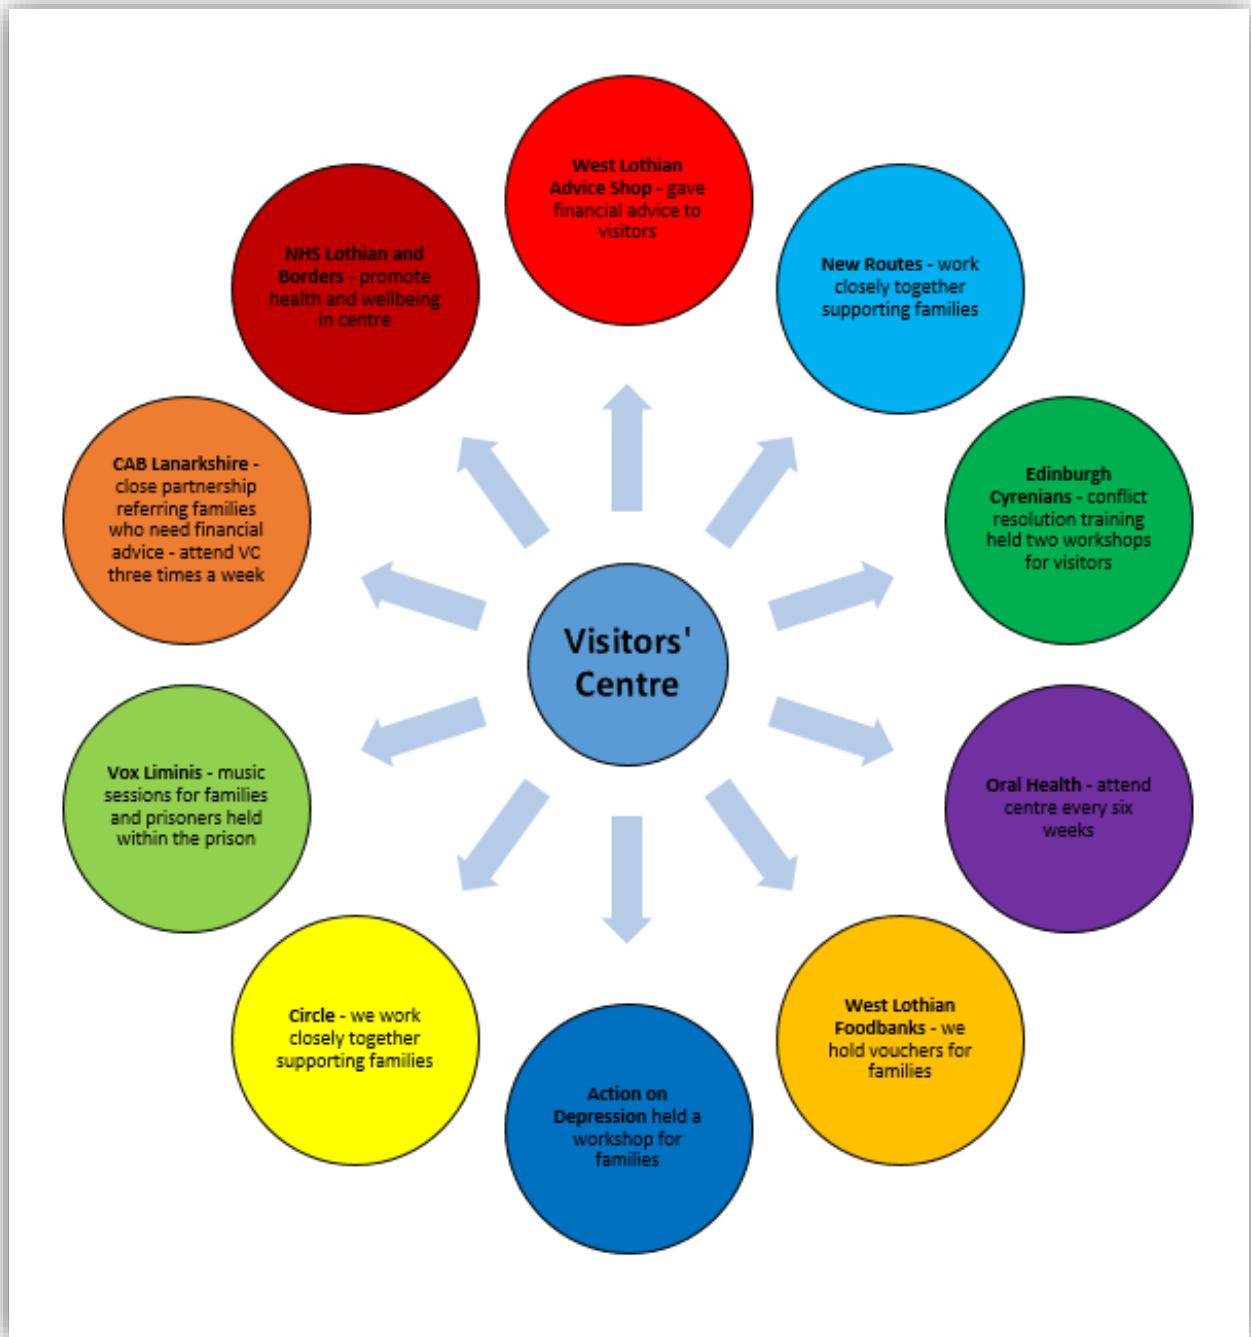 West Lothian
Advice Shop - gave
financial advice to
visitors
New Routes - work
closely together
supporting families
Edinburgh
Cyrenians - conflict
resolution training
held two workshops
for visitors
Oral Health - attend
centre every six
weeks
West Lothian
Foodbanks - we
hold vouchers for
families
Action on
Depression held a
workshop for
families
Circle - we work
closely together
supporting families
Vox Liminis - music
sessions for families
and prisoners held
within the prison
CAB Lanarkshire -
close partnership
referring families
who need financial
advice - attend VC
three times a week
NHS Lothian and
Borders - promote
health and wellbeing
in centre
Visitors'
Centre